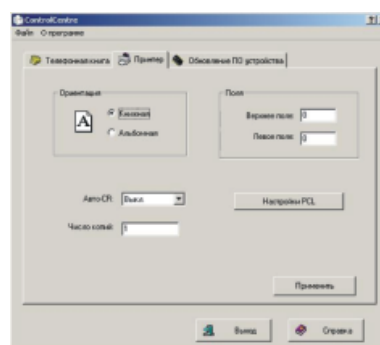 ControlCentre
Файл О программе
Телефонная книга Принтер Обновление ПО устройства
Ориентация
Книжная
Альбомная
Поля
Верхнее поле: 0
Левое поле: 0
Авто CR: Выкл.
Настройки PCL
Число копий: 1
Применить
Выход Справка